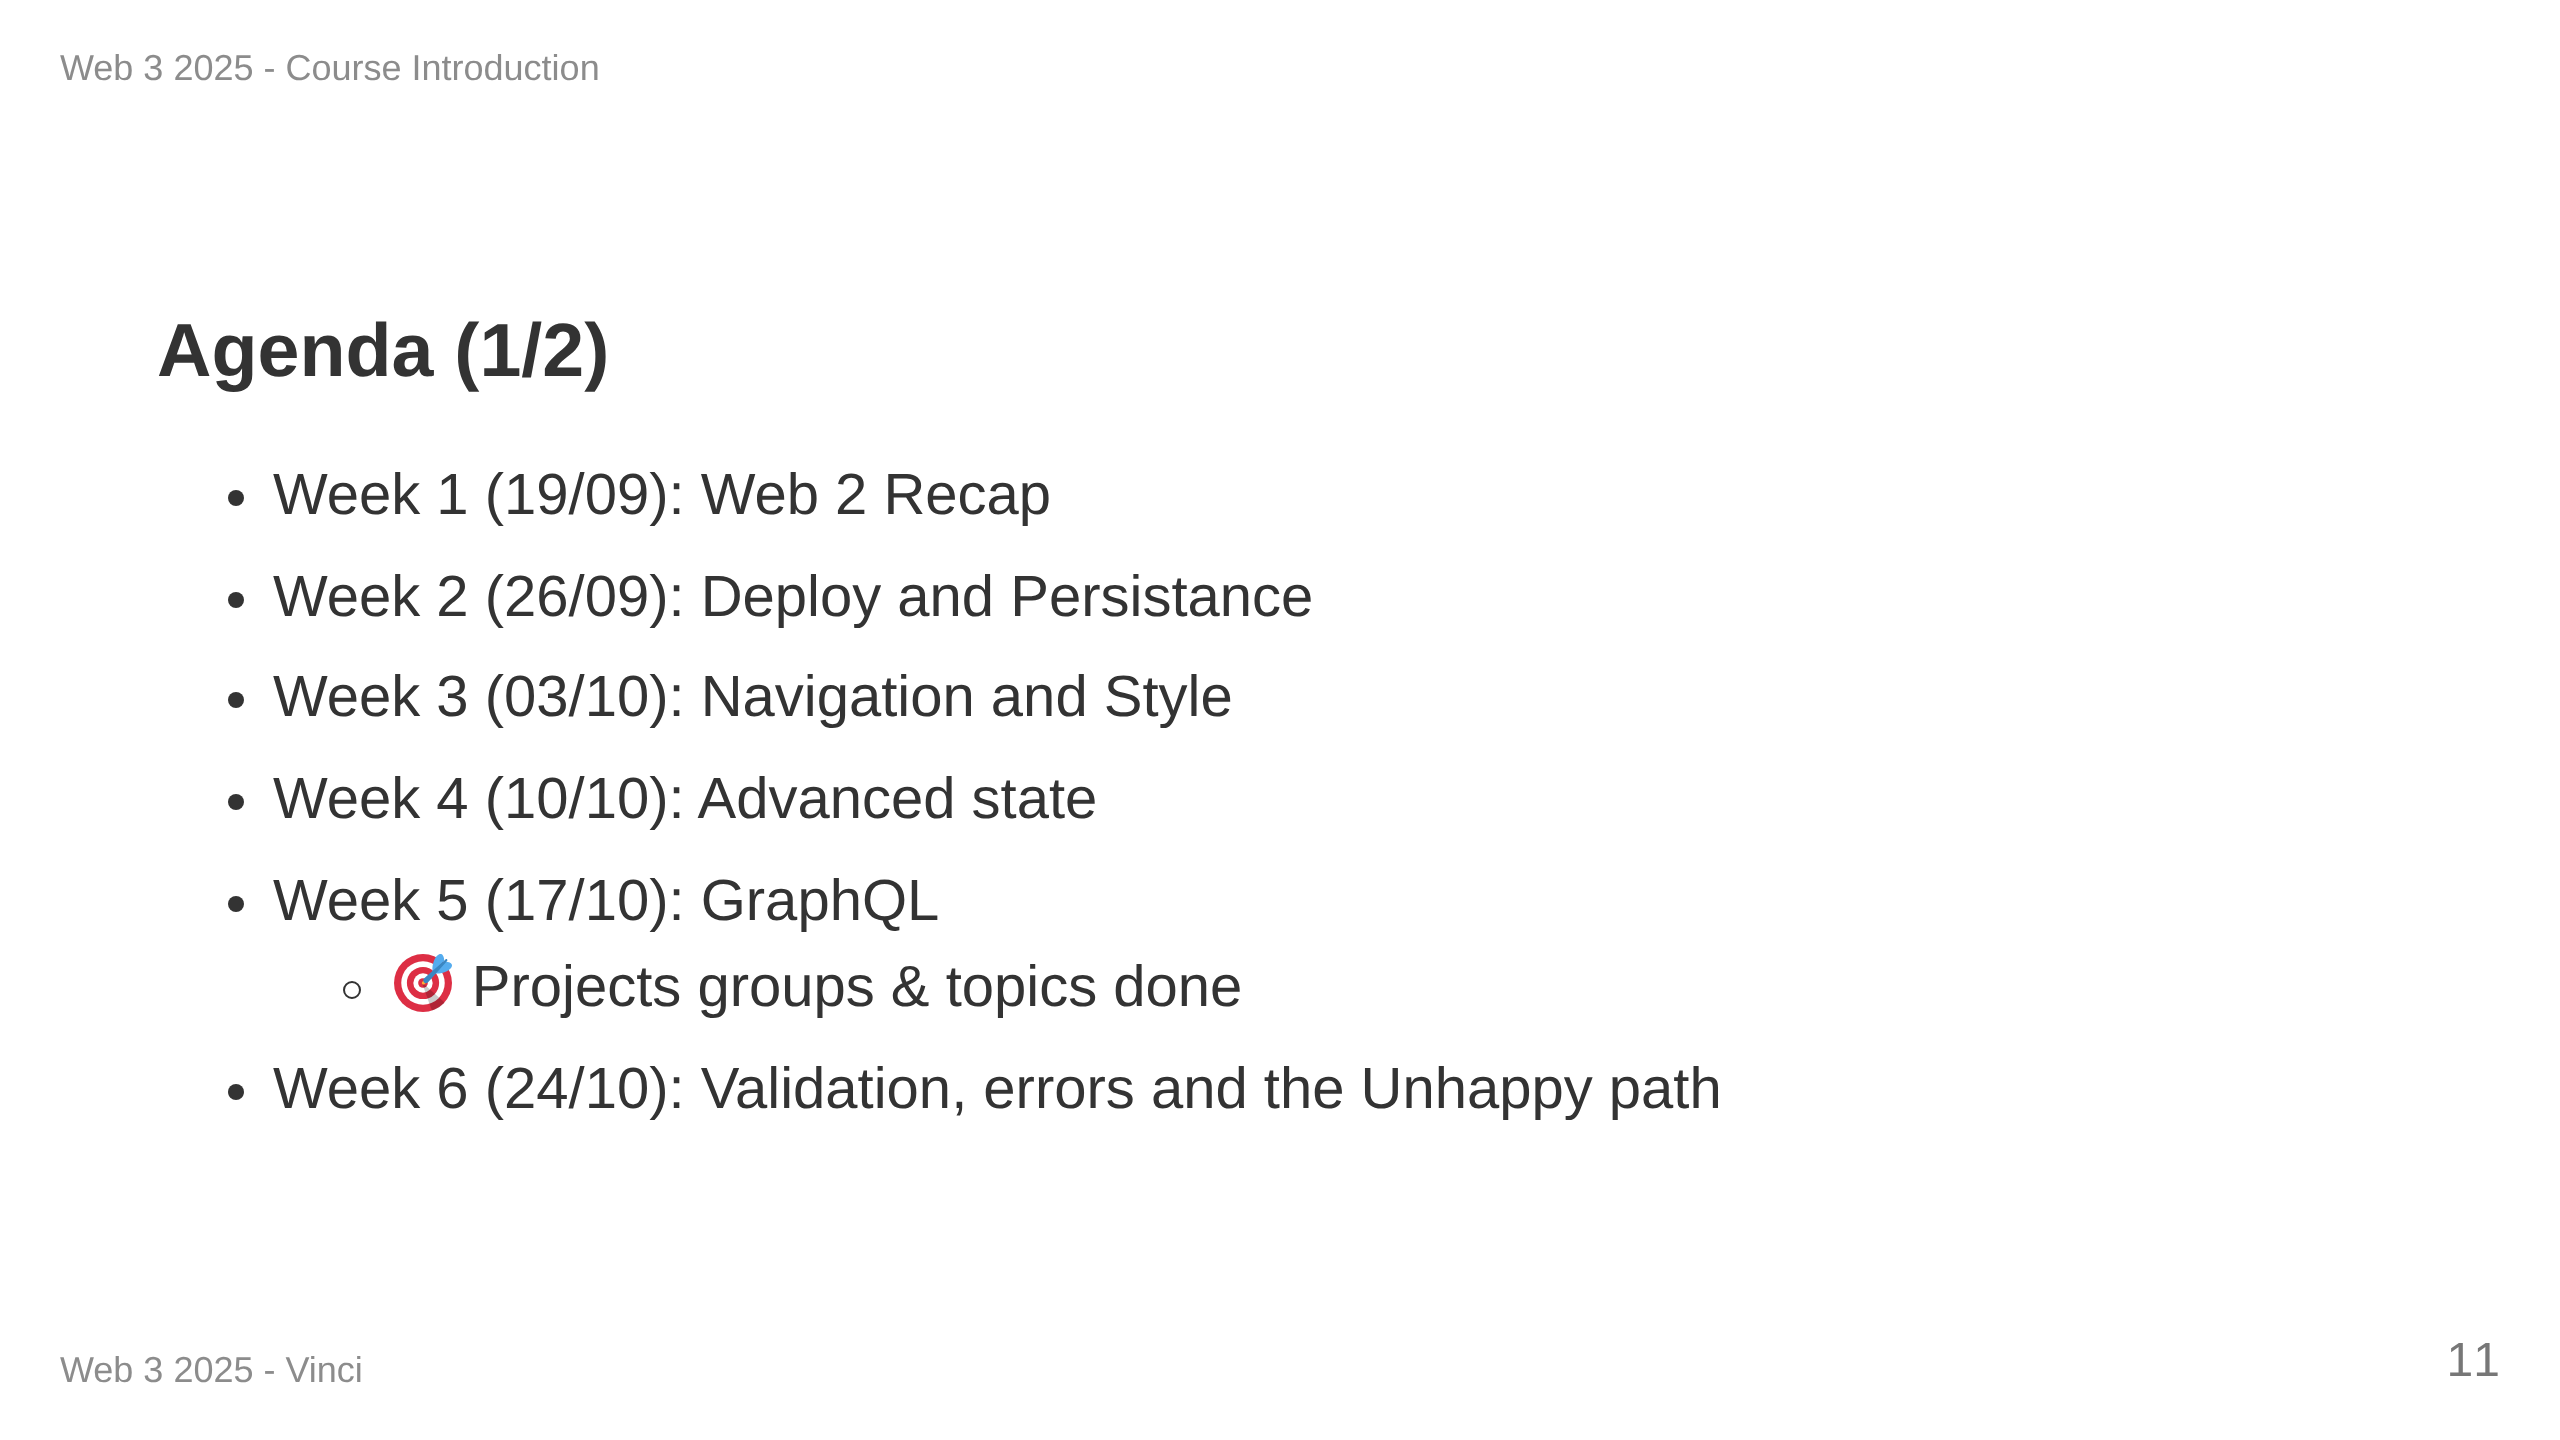 Web 3 2025 - Course Introduction
Agenda (1/2)
• Week 1 (19/09): Web 2 Recap
• Week 2 (26/09): Deploy and Persistance
• Week 3 (03/10): Navigation and Style
• Week 4 (10/10): Advanced state
• Week 5 (17/10): GraphQL
◦ 🎯 Projects groups & topics done
• Week 6 (24/10): Validation, errors and the Unhappy path
Web 3 2025 - Vinci
11